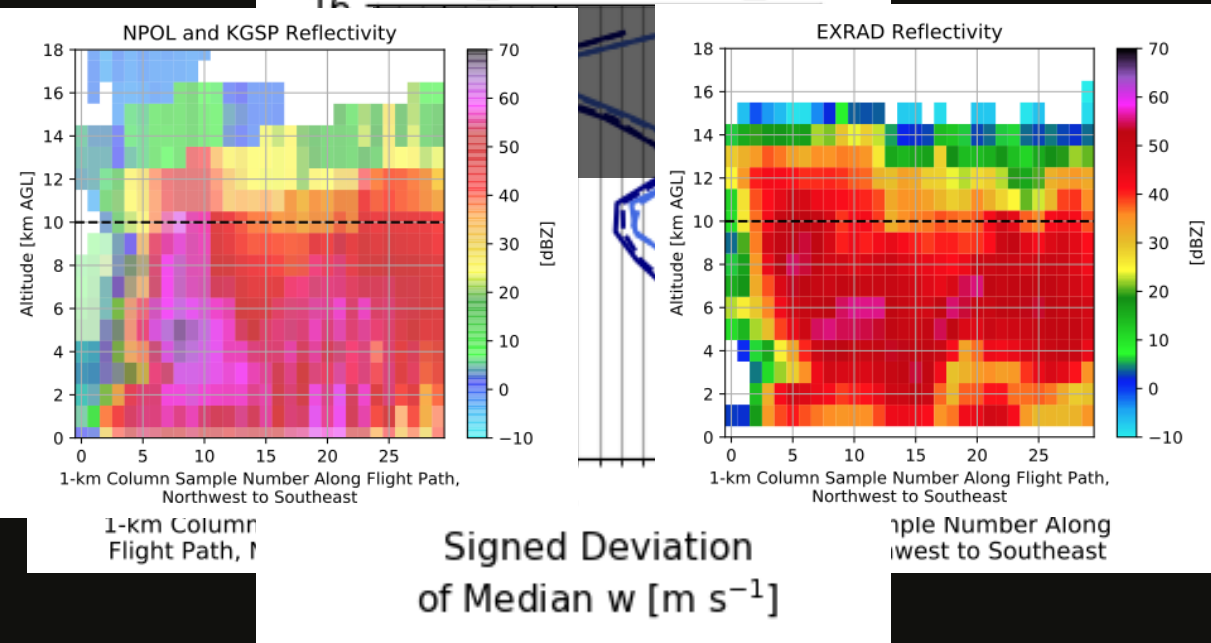 NPOL and KGSP Reflectivity
18
16
14
12
10
8
6
4
2
0
Altitude [km AGL]
0 5 10 15 20 25
1-km Column Sample Number Along Flight Path,
Northwest to Southeast
70
60
50
40
30
20
10
0
−10
[dBZ]
EXRAD Reflectivity
18
16
14
12
10
8
6
4
2
0
Altitude [km AGL]
0 5 10 15 20 25
1-km Column Sample Number Along Flight Path,
Northwest to Southeast
70
60
50
40
30
20
10
0
−10
[dBZ]
1-km Column
Flight Path,
Signed Deviation
of Median w [m s⁻¹]
Number Along
to Southeast